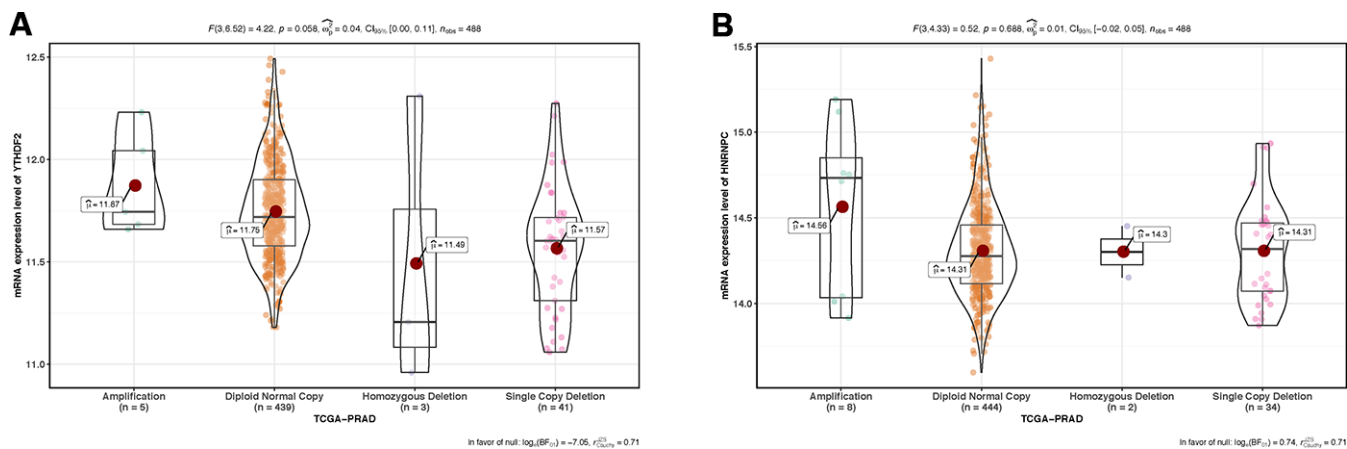 A
F(3,6.52) = 4.22, p = 0.058, ω̂²ₚ = 0.04, CI₉₅% [0.00, 0.11], nobs = 488
mRNA expression level of YTHDF2
12.5
12.0
11.5
11.0
μ̂ = 11.87
μ̂ = 11.75
μ̂ = 11.49
μ̂ = 11.57
Amplification Diploid Normal Copy Homozygous Deletion Single Copy Deletion
(n = 5) (n = 439) (n = 3) (n = 41)
TCGA−PRAD
In favor of null: logₑ(BF₀₁) = −7.05, r JZS Cauchy = 0.71
B
F(3,4.33) = 0.52, p = 0.688, ω̂²ₚ = 0.01, CI₉₅% [−0.02, 0.05], nobs = 488
mRNA expression level of HNRNPC
15.5
15.0
14.5
14.0
μ̂ = 14.56
μ̂ = 14.31
μ̂ = 14.3
μ̂ = 14.31
Amplification Diploid Normal Copy Homozygous Deletion Single Copy Deletion
(n = 8) (n = 444) (n = 2) (n = 34)
TCGA−PRAD
In favor of null: logₑ(BF₀₁) = 0.74, r JZS Cauchy = 0.71